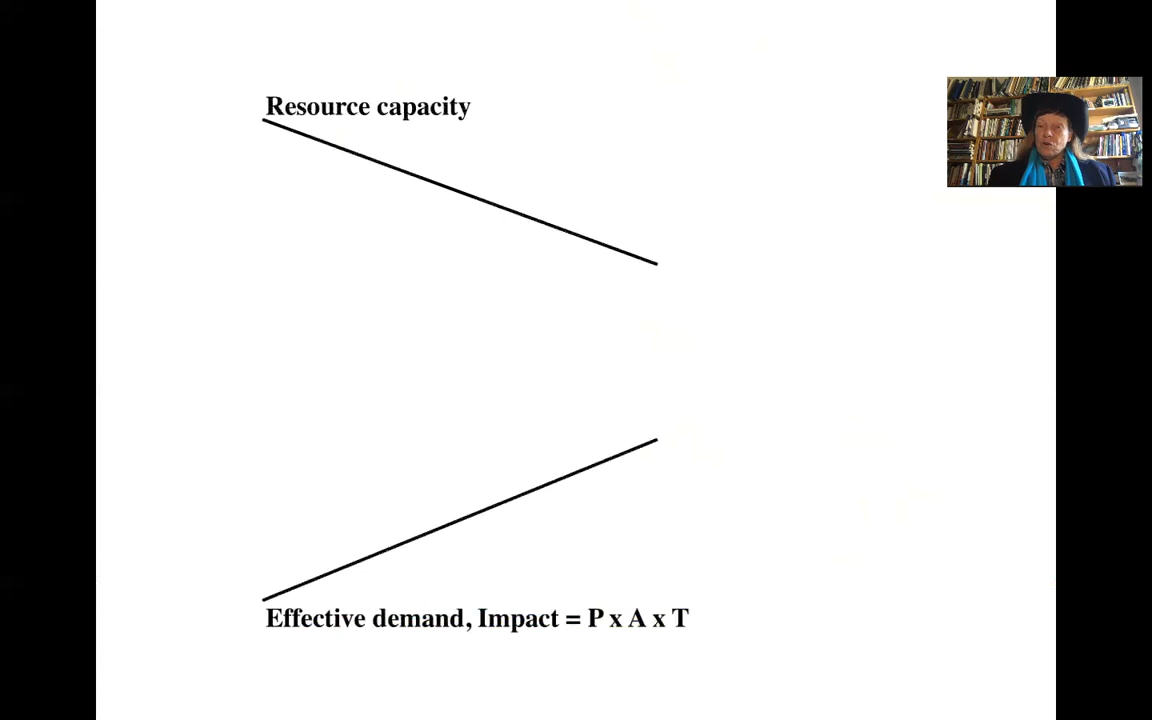 Resource capacity
Effective demand, Impact = P x A x T